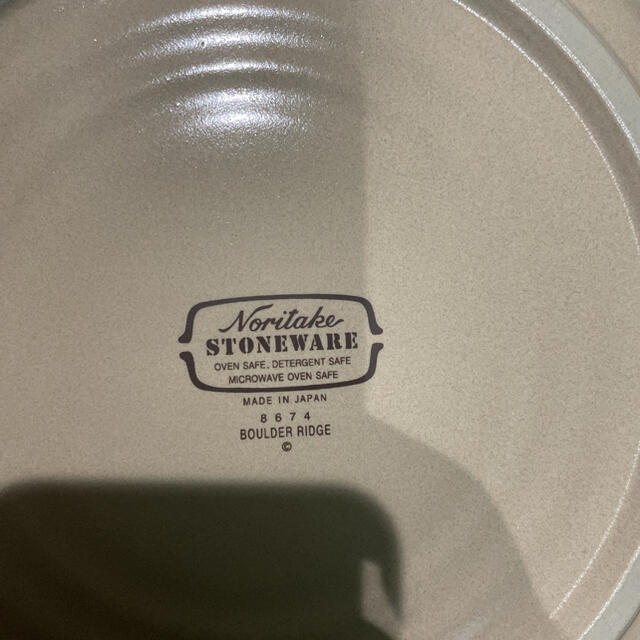 Noritake
STONEWARE
OVEN SAFE, DETERGENT SAFE
MICROWAVE OVEN SAFE
MADE IN JAPAN
8674
BOULDER RIDGE
©